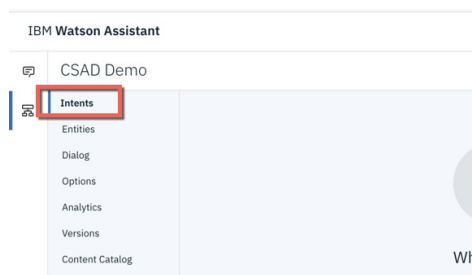 IBM Watson Assistant
CSAD Demo
Intents
Entities
Dialog
Options
Analytics
Versions
Content Catalog